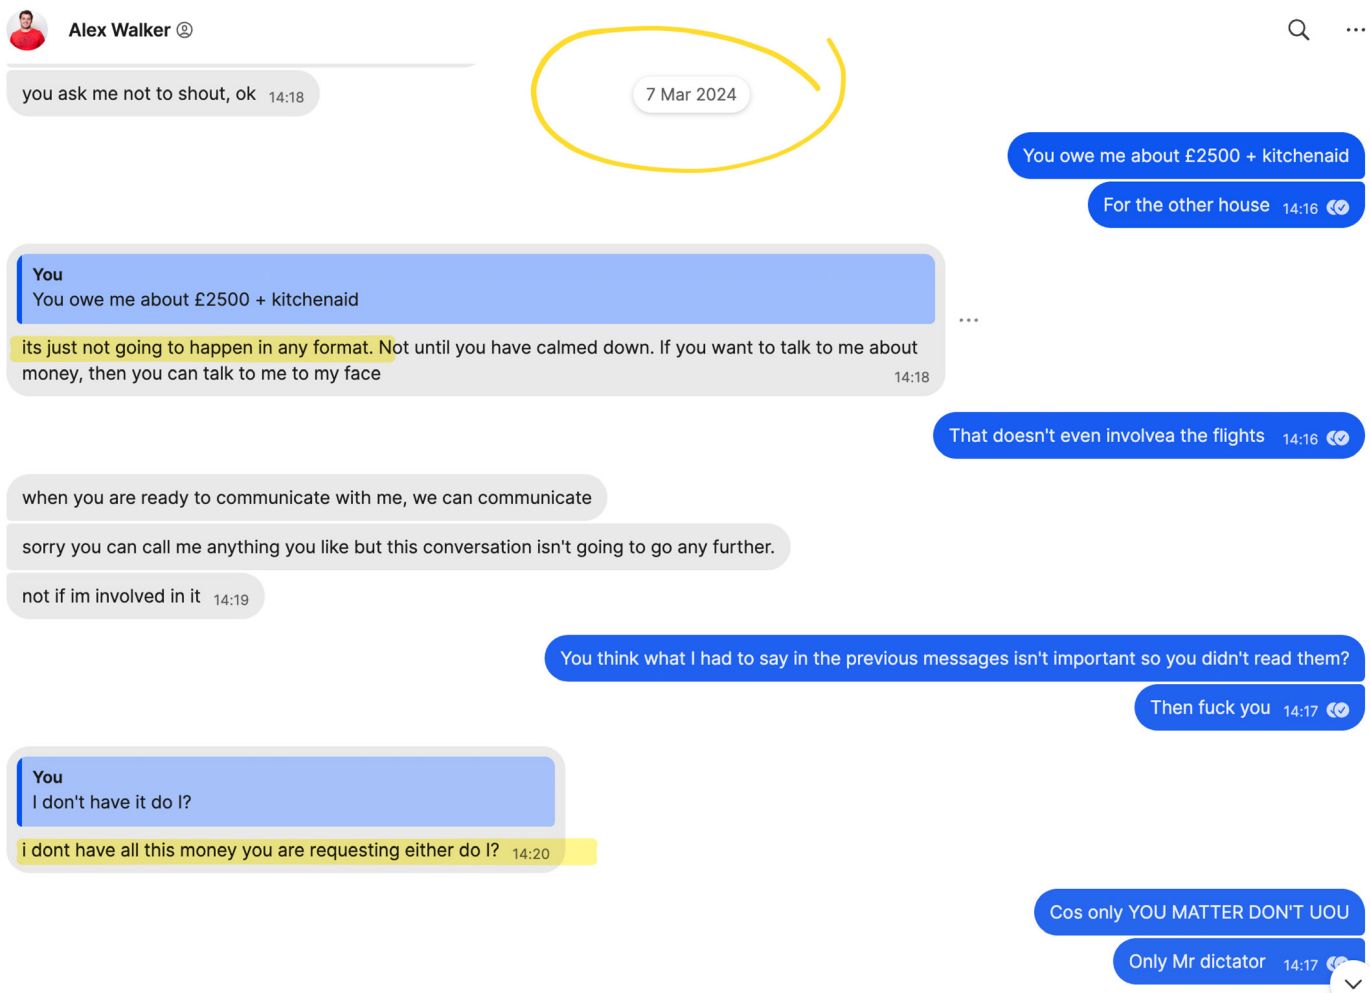 Alex Walker
7 Mar 2024
you ask me not to shout, ok 14:18
You owe me about £2500 + kitchenaid
For the other house 14:16
You
You owe me about £2500 + kitchenaid
its just not going to happen in any format. Not until you have calmed down. If you want to talk to me about
money, then you can talk to me to my face 14:18
That doesn't even involvea the flights 14:16
when you are ready to communicate with me, we can communicate
sorry you can call me anything you like but this conversation isn't going to go any further.
not if im involved in it 14:19
You think what I had to say in the previous messages isn't important so you didn't read them?
Then fuck you 14:17
You
I don't have it do I?
i dont have all this money you are requesting either do I? 14:20
Cos only YOU MATTER DON'T UOU
Only Mr dictator 14:17